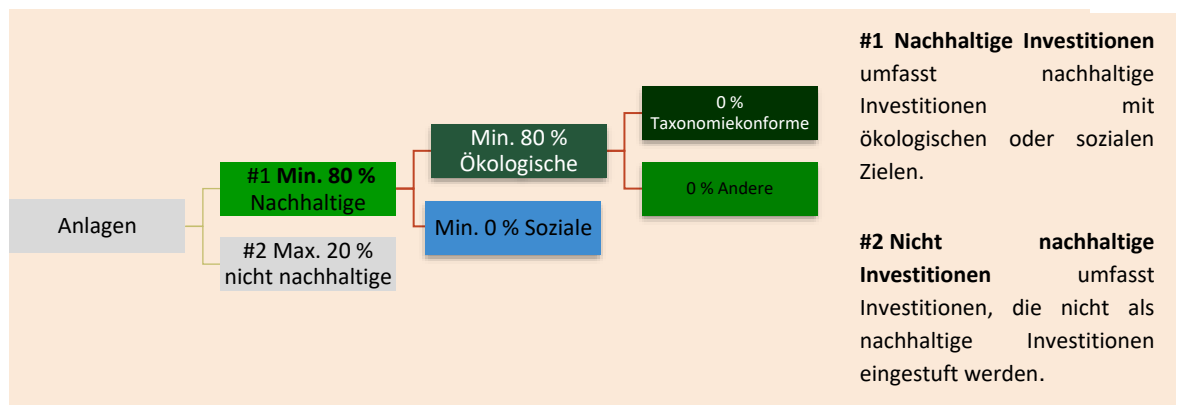 Anlagen
#1 Min. 80 %
Nachhaltige
#2 Max. 20 %
nicht nachhaltige
Min. 80 %
Ökologische
Min. 0 % Soziale
0 %
Taxonomiekonforme
0 % Andere
#1 Nachhaltige Investitionen
umfasst nachhaltige
Investitionen mit
ökologischen oder sozialen
Zielen.
#2 Nicht nachhaltige
Investitionen umfasst
Investitionen, die nicht als
nachhaltige Investitionen
eingestuft werden.